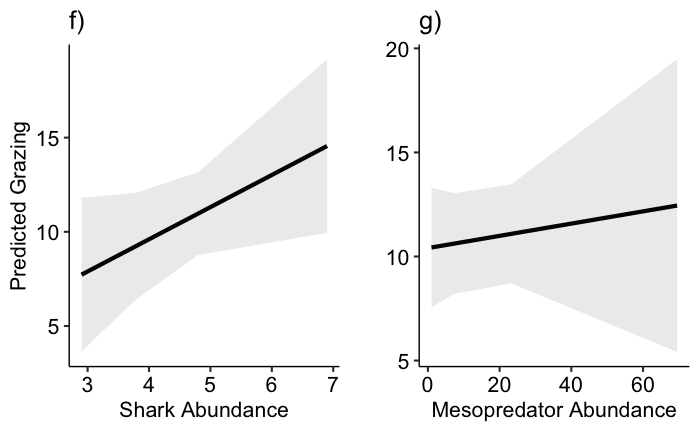 f)
Predicted Grazing
15
10
5
3 4 5 6 7
Shark Abundance
g)
20
15
10
5
0 20 40 60
Mesopredator Abundance